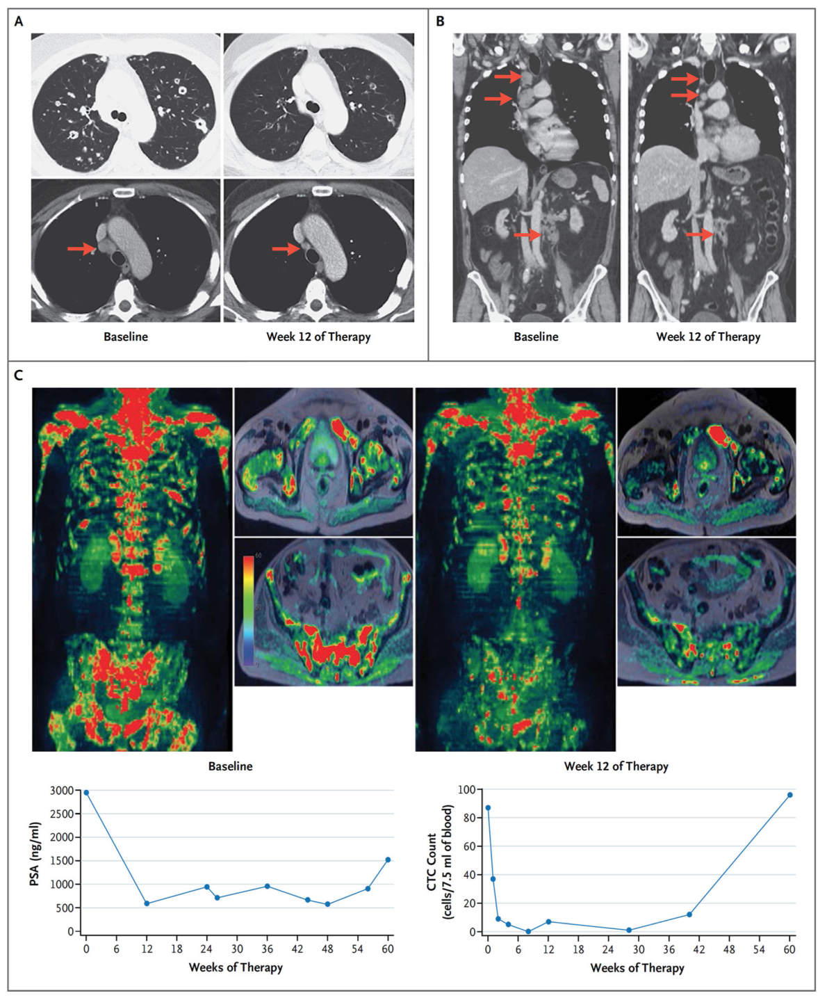 A
B
Baseline
Week 12 of Therapy
Baseline
Week 12 of Therapy
C
60
Baseline
Week 12 of Therapy
3000
2500
2000
1500
1000
500
0
PSA (ng/ml)
0 6 12 18 24 30 36 42 48 54 60
Weeks of Therapy
100
80
60
40
20
0
CTC Count
(cells/7.5 ml of blood)
0 6 12 18 24 30 36 42 48 54 60
Weeks of Therapy